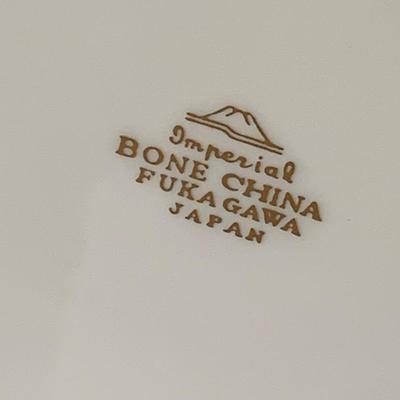 Imperial
BONE CHINA
FUKAGAWA
JAPAN